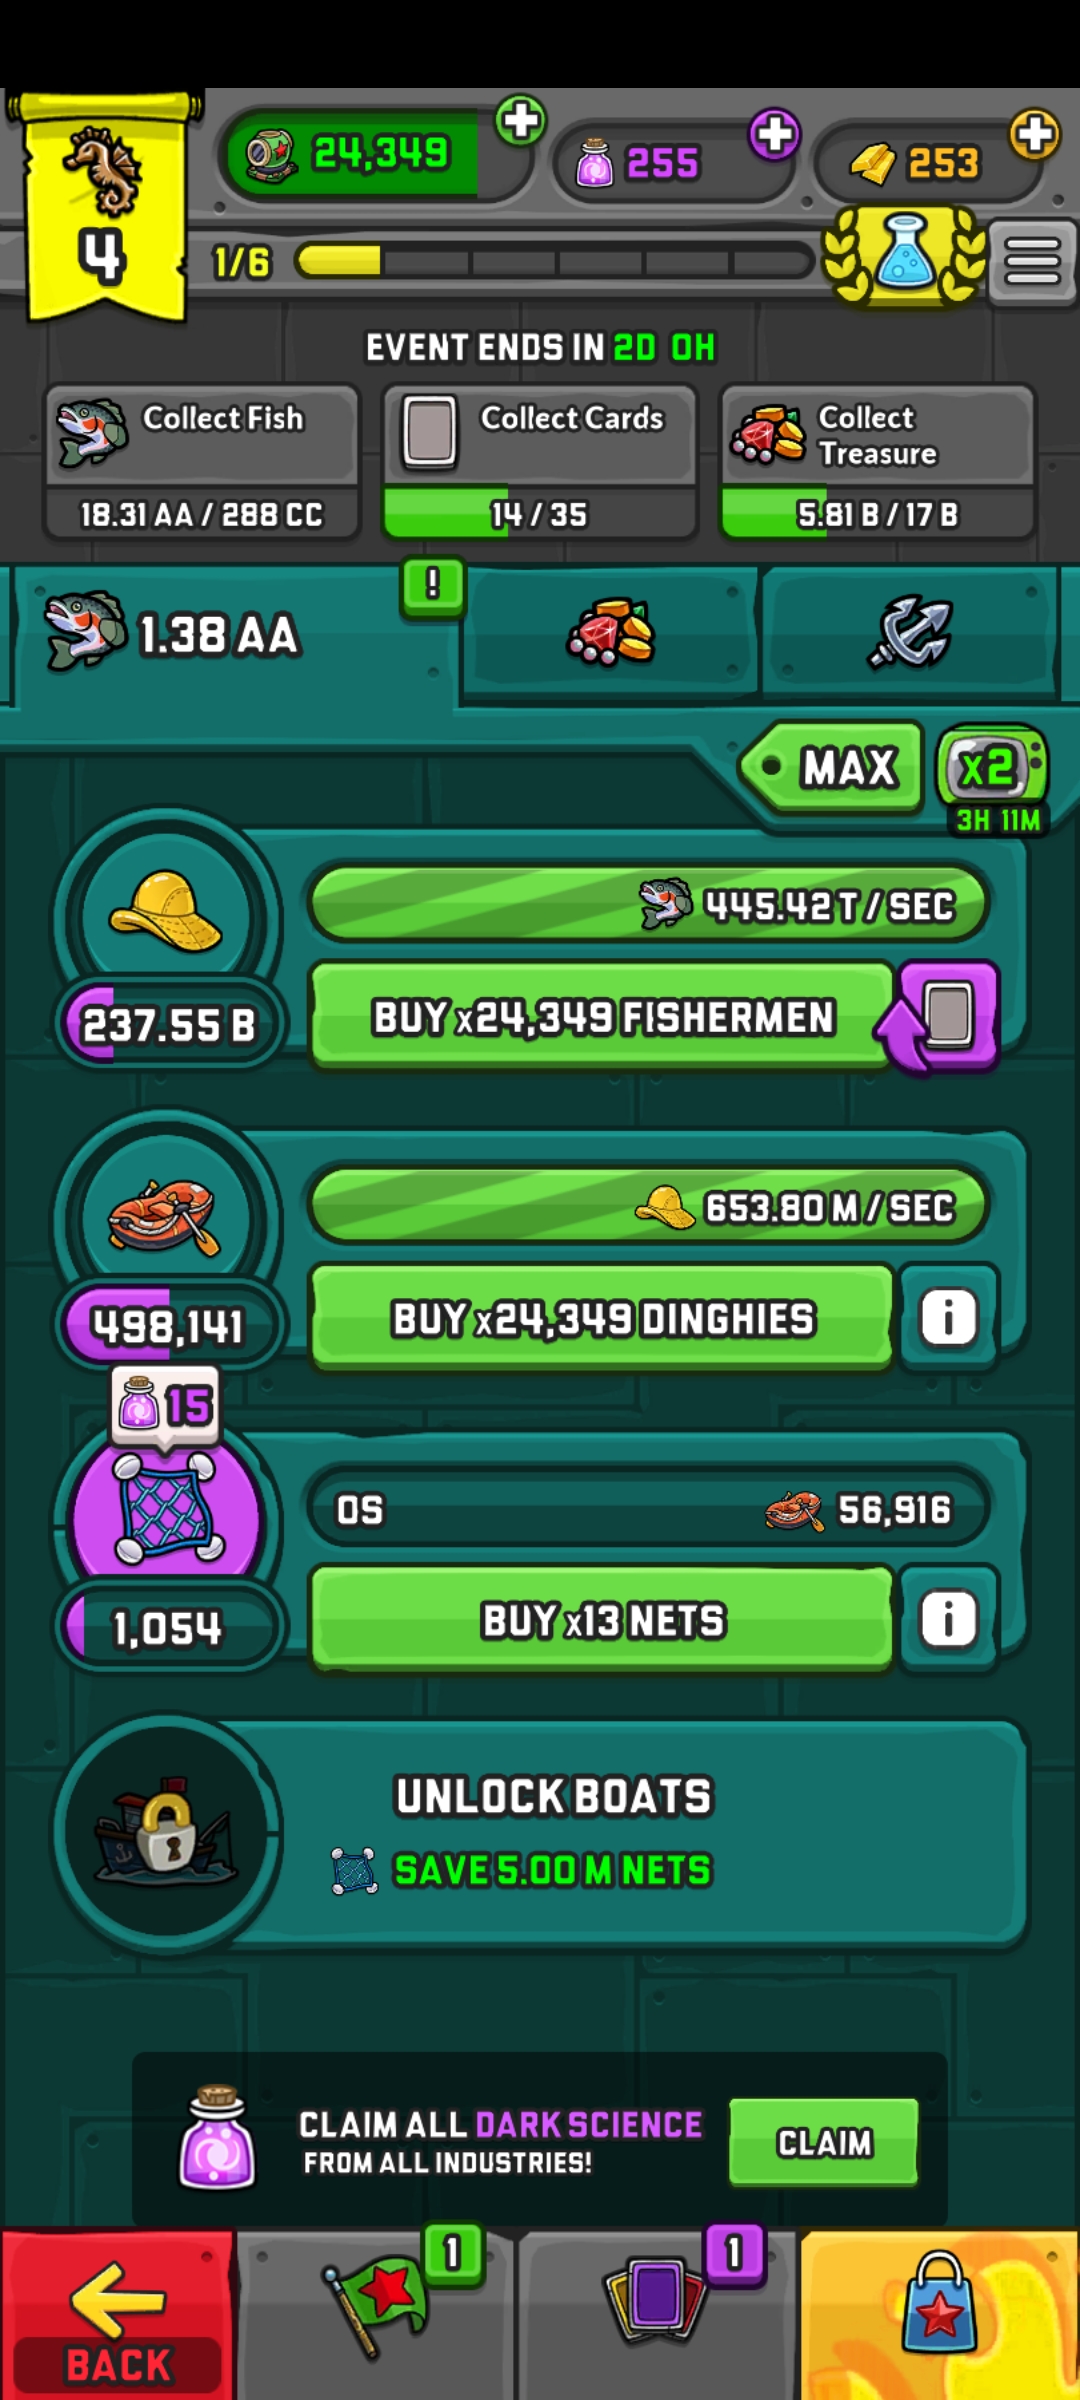 24,349
255
253
4
1/6
EVENT ENDS IN 2D 0H
Collect Fish
18.31 AA / 288 CC
Collect Cards
14 / 35
Collect
Treasure
5.81 B / 17 B
1.38 AA
!
MAX
x2
3H 11M
445.42 T / SEC
237.55 B
BUY x24,349 FISHERMEN
653.80 M / SEC
498,141
BUY x24,349 DINGHIES
i
15
0S
56,916
1,054
BUY x13 NETS
i
UNLOCK BOATS
SAVE 5.00 M NETS
CLAIM ALL DARK SCIENCE
FROM ALL INDUSTRIES!
CLAIM
1
1
BACK